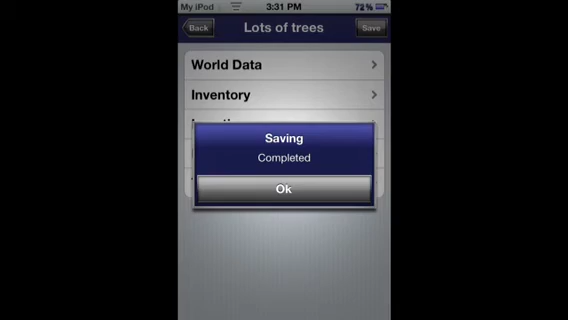 My iPod 3:31 PM 72 %
Back Lots of trees Save
World Data
Inventory
Saving
Completed
Ok